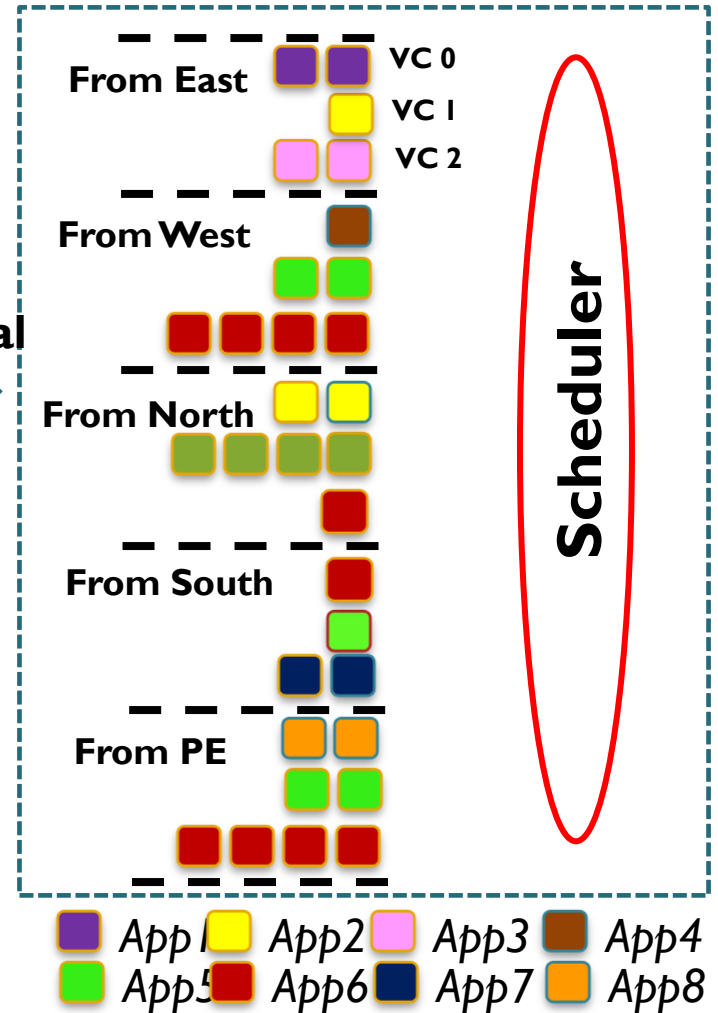 From East
VC 0
VC 1
VC 2
From West
al
From North
From South
From PE
Scheduler
App1 App2 App3 App4
App5 App6 App7 App8